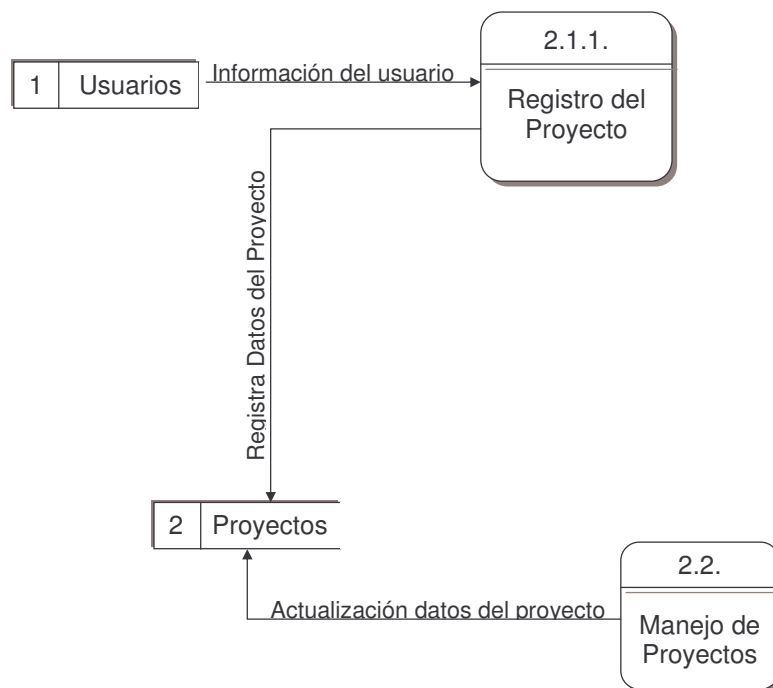 1 Usuarios
Información del usuario
2.1.1.
Registro del
Proyecto
Registra Datos del Proyecto
2 Proyectos
2.2.
Actualización datos del proyecto
Manejo de
Proyectos